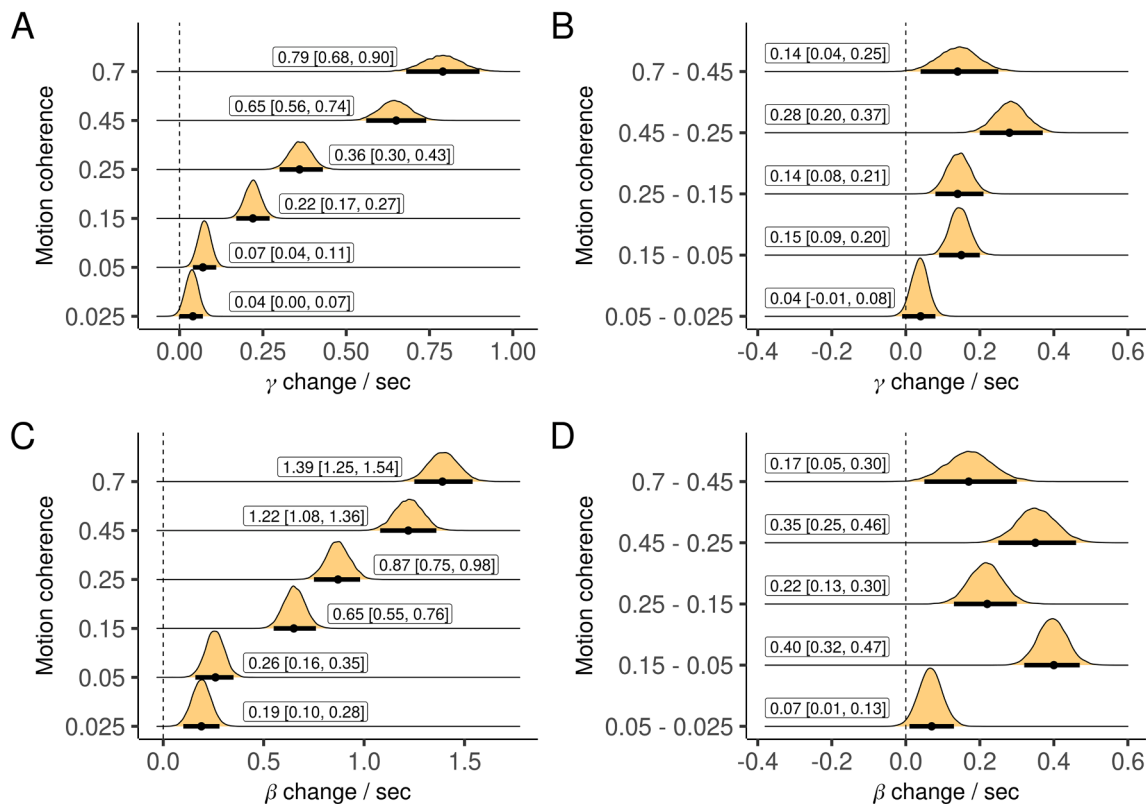 A
Motion coherence
0.7
0.79 [0.68, 0.90]
0.45
0.65 [0.56, 0.74]
0.25
0.36 [0.30, 0.43]
0.15
0.22 [0.17, 0.27]
0.05
0.07 [0.04, 0.11]
0.025
0.04 [0.00, 0.07]
0.00 0.25 0.50 0.75 1.00
γ change / sec
B
Motion coherence
0.7 - 0.45
0.14 [0.04, 0.25]
0.45 - 0.25
0.28 [0.20, 0.37]
0.25 - 0.15
0.14 [0.08, 0.21]
0.15 - 0.05
0.15 [0.09, 0.20]
0.05 - 0.025
0.04 [-0.01, 0.08]
-0.4 -0.2 0.0 0.2 0.4 0.6
γ change / sec
C
Motion coherence
0.7
1.39 [1.25, 1.54]
0.45
1.22 [1.08, 1.36]
0.25
0.87 [0.75, 0.98]
0.15
0.65 [0.55, 0.76]
0.05
0.26 [0.16, 0.35]
0.025
0.19 [0.10, 0.28]
0.0 0.5 1.0 1.5
β change / sec
D
Motion coherence
0.7 - 0.45
0.17 [0.05, 0.30]
0.45 - 0.25
0.35 [0.25, 0.46]
0.25 - 0.15
0.22 [0.13, 0.30]
0.15 - 0.05
0.40 [0.32, 0.47]
0.05 - 0.025
0.07 [0.01, 0.13]
-0.4 -0.2 0.0 0.2 0.4 0.6
β change / sec